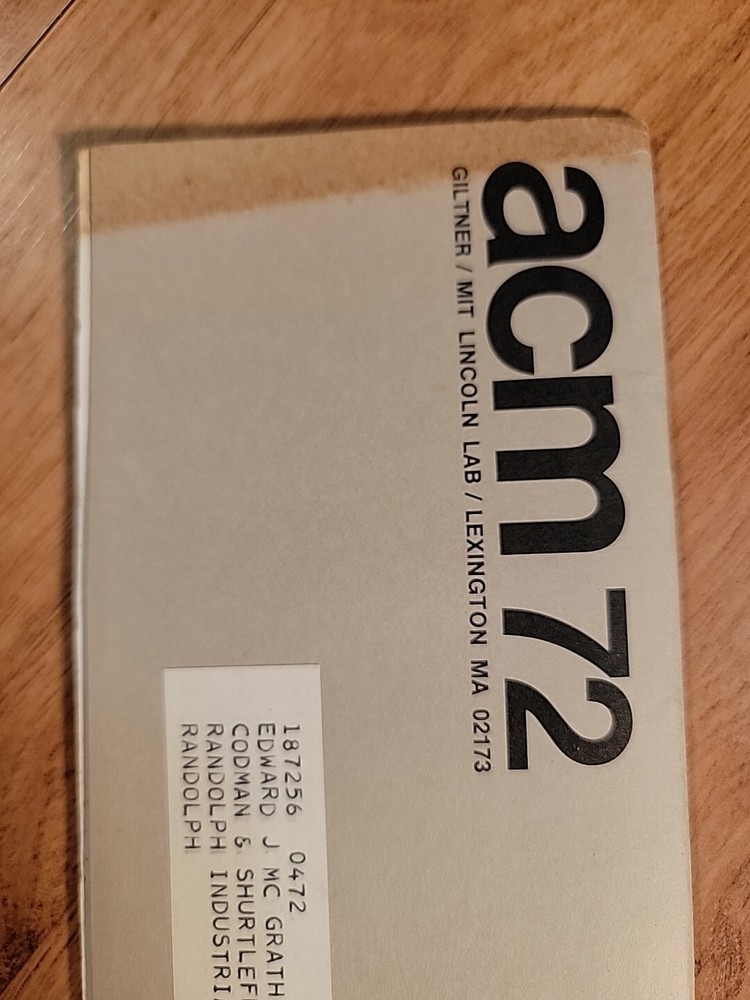 acm 72
GILTNER / MIT LINCOLN LAB / LEXINGTON MA 02173
187256 0472
EDWARD J MC GRATH
CODMAN & SHURTLEF
RANDOLPH INDUSTRI
RANDOLPH